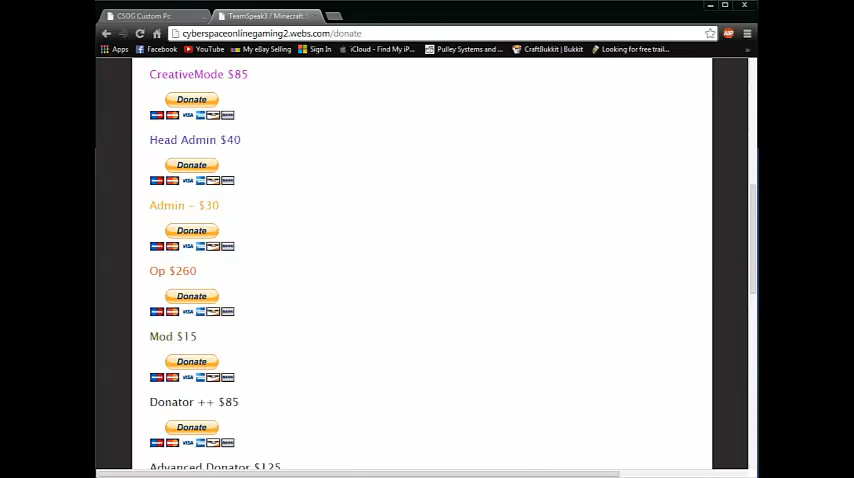 CSOG Custom Pc
TeamSpeak3 / Minecraft
cyberspaceonlinegaming2.webs.com/donate
Apps Facebook YouTube My eBay Selling Sign In iCloud - Find My iP... Pulley Systems and ... CraftBukkit | Bukkit Looking for free trail... »
CreativeMode $85
Donate
Head Admin $40
Donate
Admin - $30
Donate
Op $260
Donate
Mod $15
Donate
Donator ++ $85
Donate
Advanced Donator $125